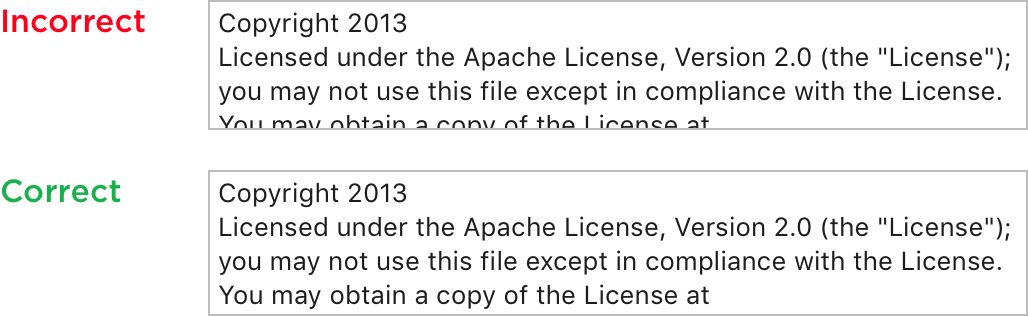 Incorrect
Copyright 2013
Licensed under the Apache License, Version 2.0 (the "License");
you may not use this file except in compliance with the License.
You may obtain a copy of the License at
Correct
Copyright 2013
Licensed under the Apache License, Version 2.0 (the "License");
you may not use this file except in compliance with the License.
You may obtain a copy of the License at